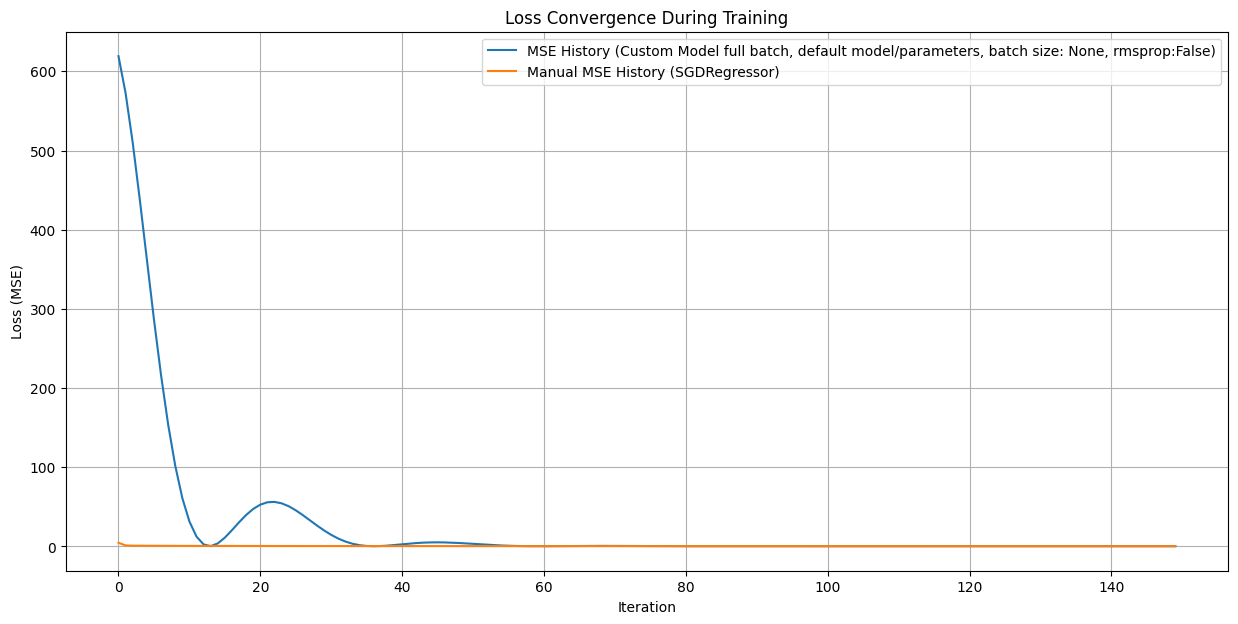 Loss Convergence During Training
MSE History (Custom Model full batch, default model/parameters, batch size: None, rmsprop:False)
Manual MSE History (SGDRegressor)
Loss (MSE)
600
500
400
300
200
100
0
0 20 40 60 80 100 120 140
Iteration